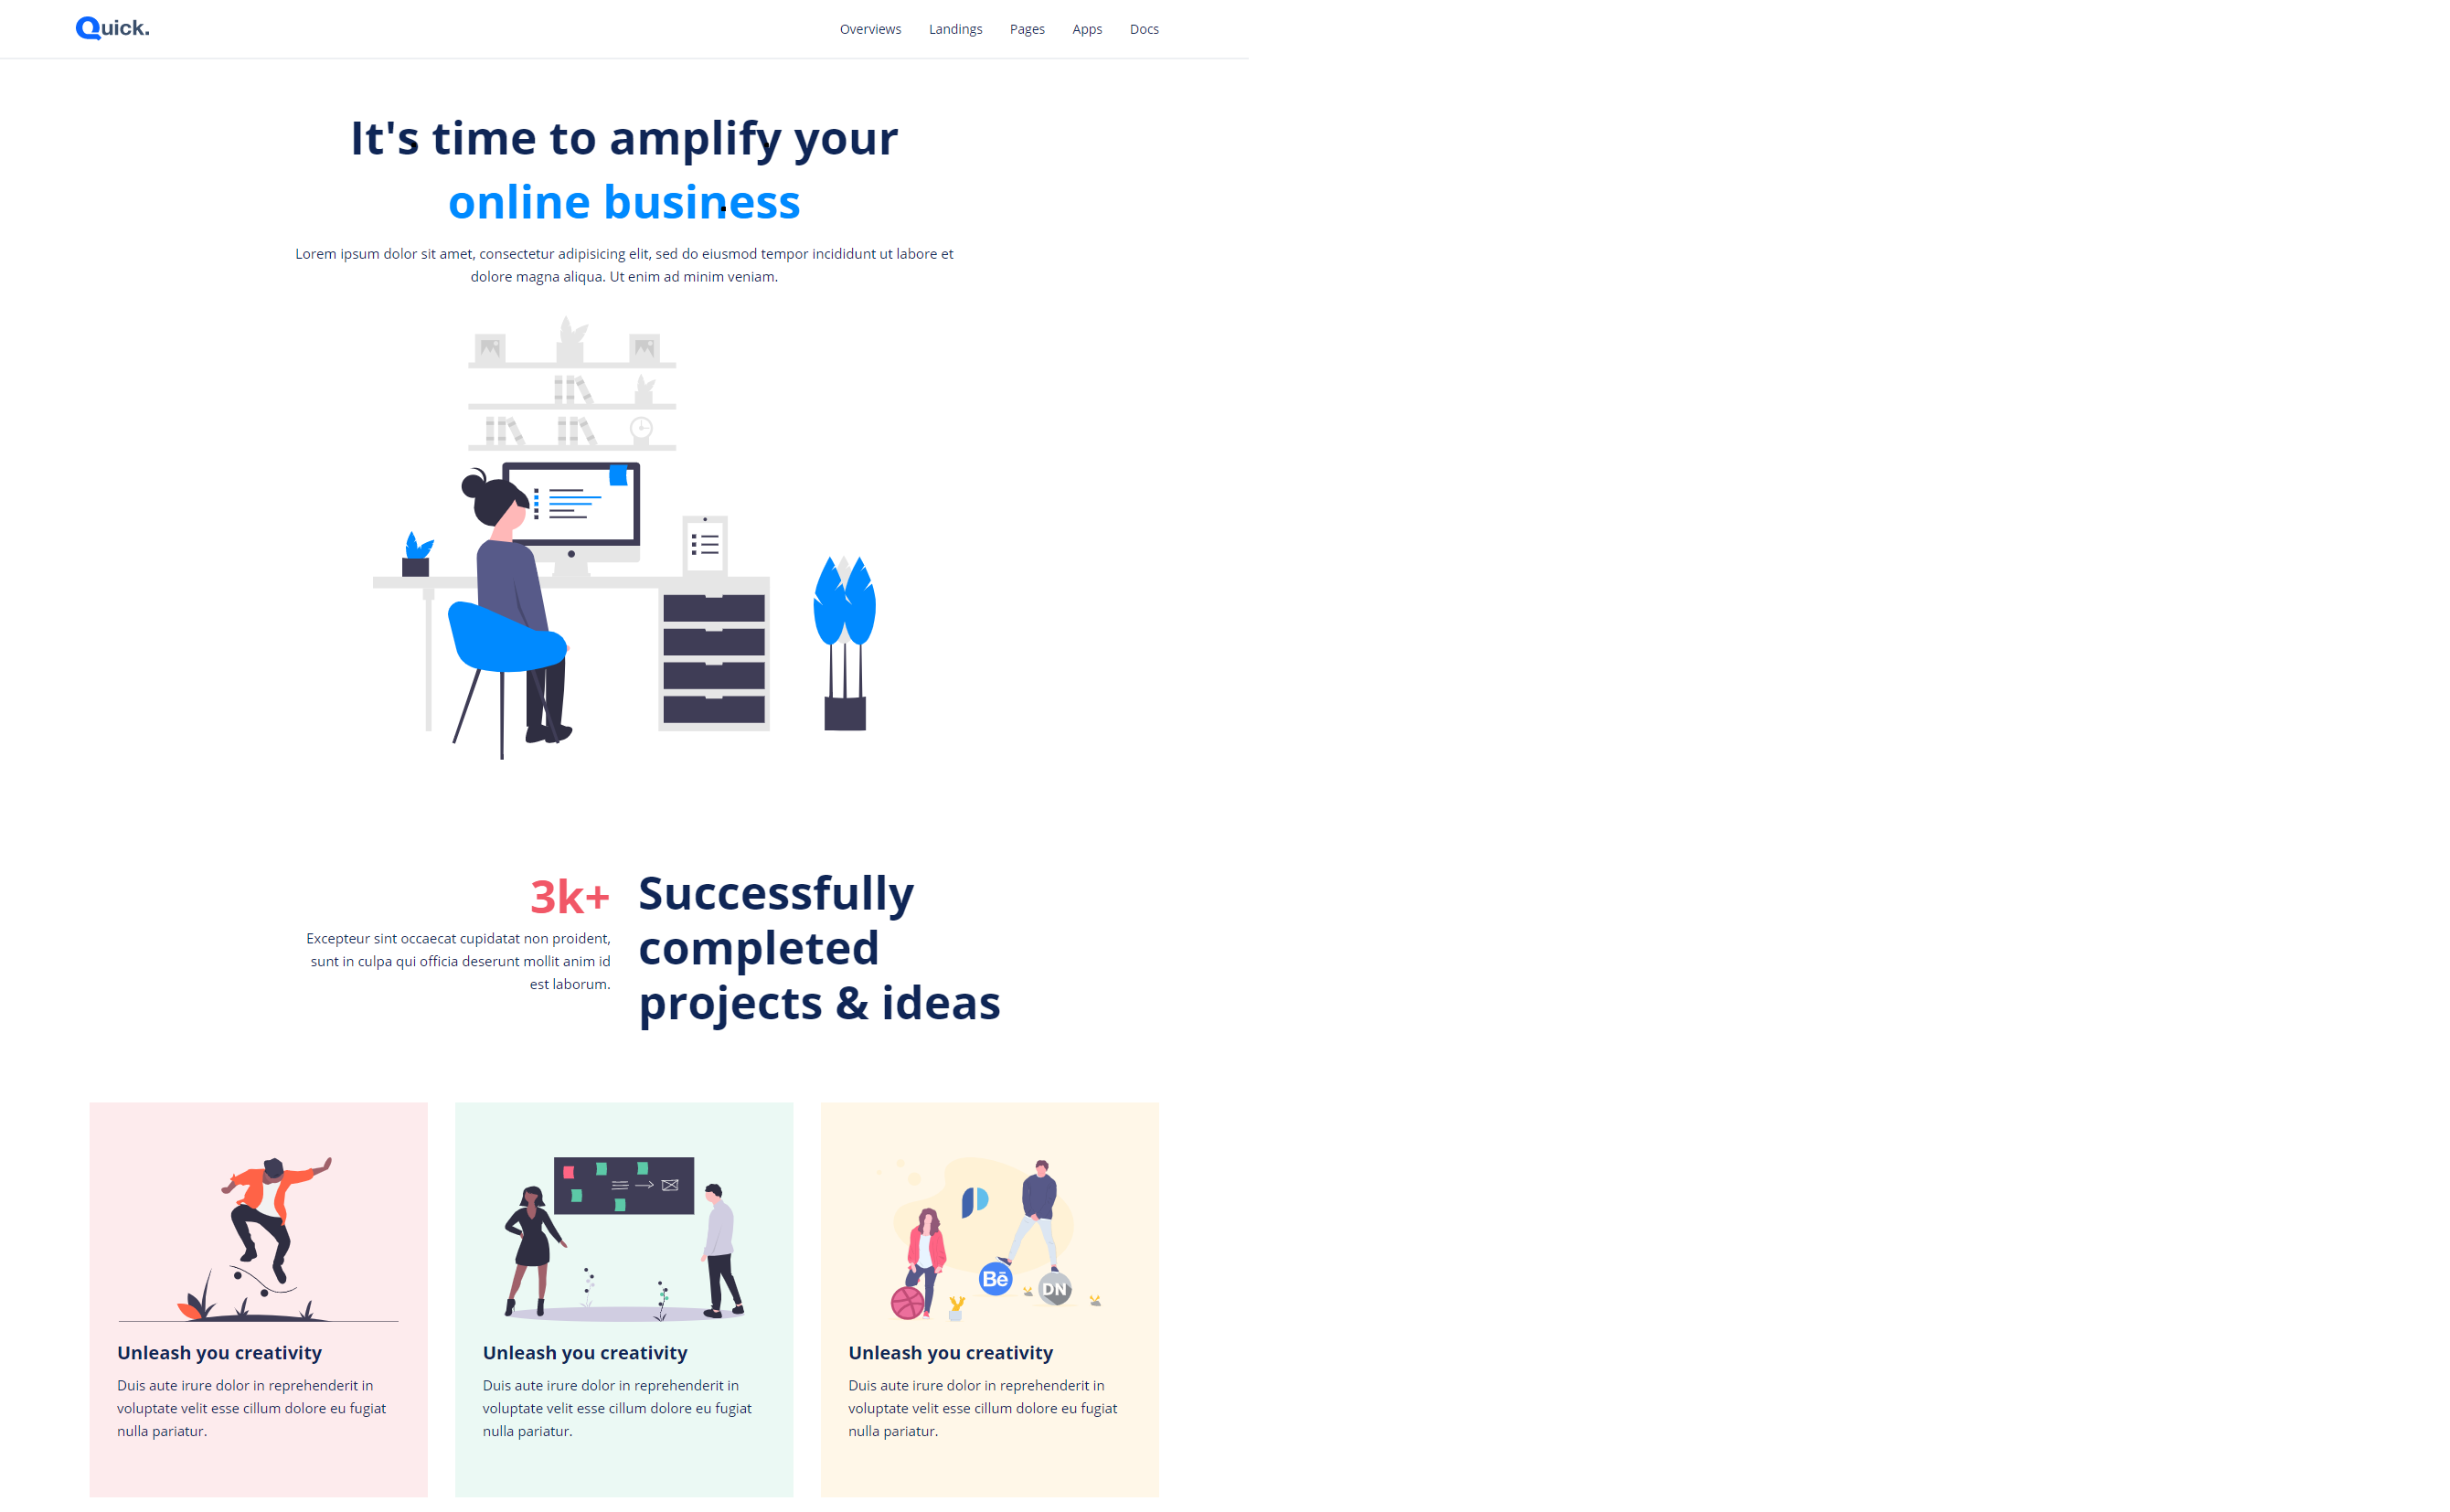 Quick.
Overviews Landings Pages Apps Docs
It's time to amplify your
online business
Lorem ipsum dolor sit amet, consectetur adipisicing elit, sed do eiusmod tempor incididunt ut labore et
dolore magna aliqua. Ut enim ad minim veniam.
3k+
Excepteur sint occaecat cupidatat non proident,
sunt in culpa qui officia deserunt mollit anim id
est laborum.
Successfully
completed
projects & ideas
Unleash you creativity
Duis aute irure dolor in reprehenderit in
voluptate velit esse cillum dolore eu fugiat
nulla pariatur.
Unleash you creativity
Duis aute irure dolor in reprehenderit in
voluptate velit esse cillum dolore eu fugiat
nulla pariatur.
Bē
DN
Unleash you creativity
Duis aute irure dolor in reprehenderit in
voluptate velit esse cillum dolore eu fugiat
nulla pariatur.